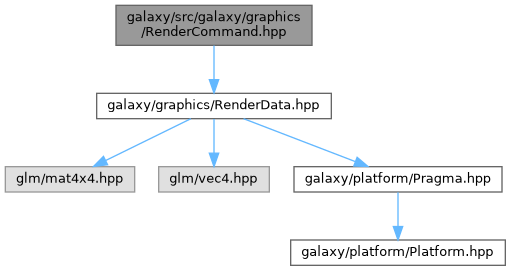 galaxy/src/galaxy/graphics
/RenderCommand.hpp
galaxy/graphics/RenderData.hpp
glm/mat4x4.hpp
glm/vec4.hpp
galaxy/platform/Pragma.hpp
galaxy/platform/Platform.hpp